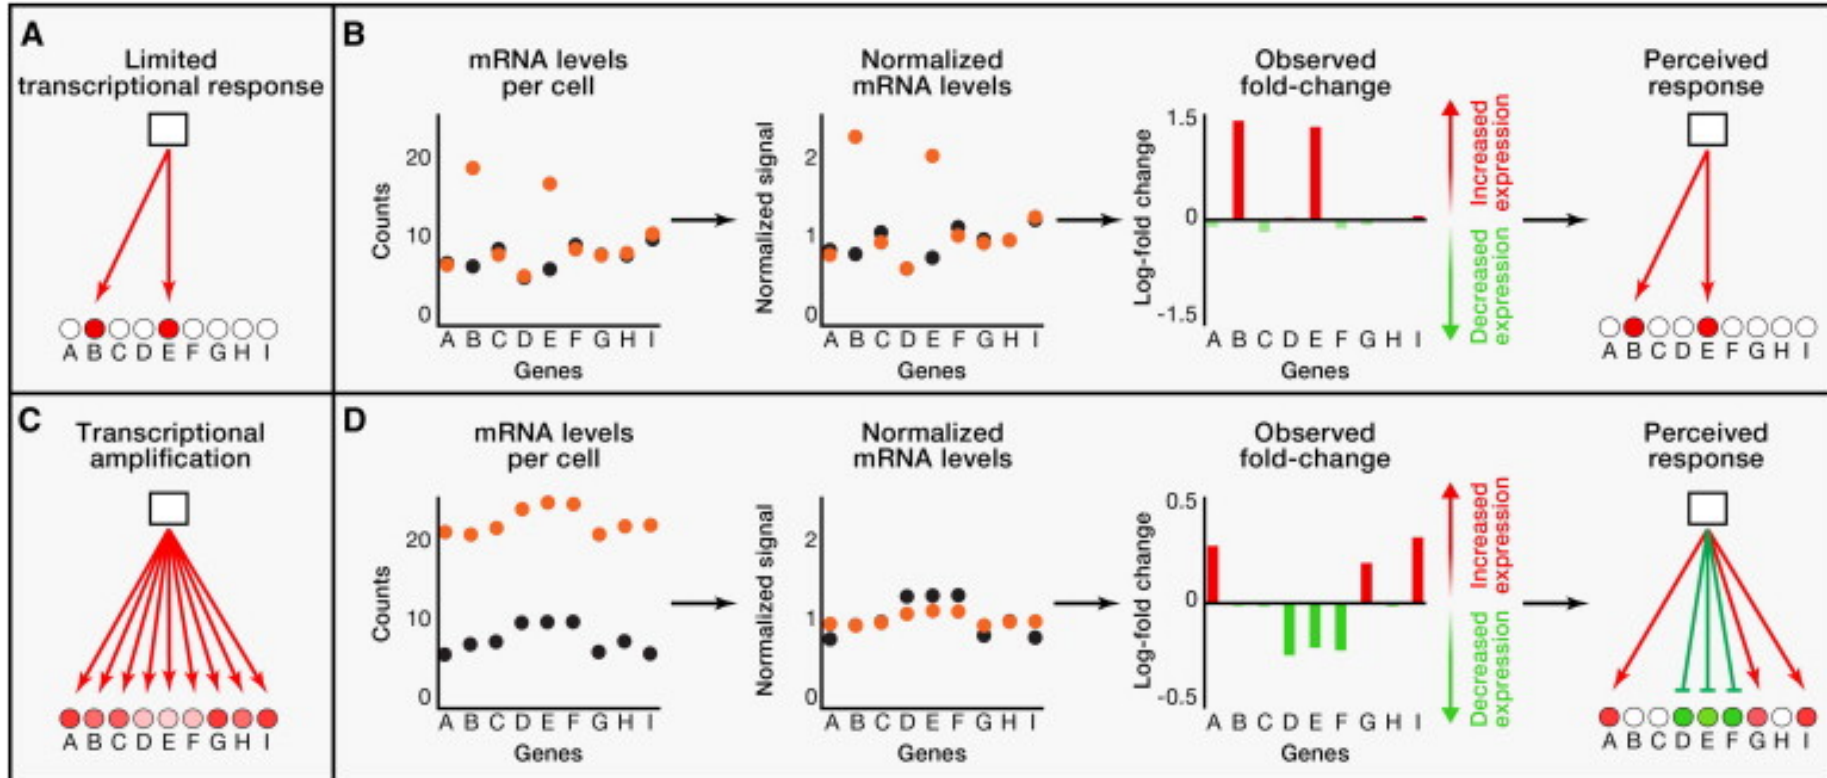 A
Limited
transcriptional response
A B C D E F G H I
B
mRNA levels
per cell
Counts
20
10
0
A B C D E F G H I
Genes
Normalized
mRNA levels
Normalized signal
2
1
0
A B C D E F G H I
Genes
Observed
fold-change
Log-fold change
1.5
0
-1.5
A B C D E F G H I
Genes
Increased
expression
Decreased
expression
Perceived
response
A B C D E F G H I
C
Transcriptional
amplification
A B C D E F G H I
D
mRNA levels
per cell
Counts
20
10
0
A B C D E F G H I
Genes
Normalized
mRNA levels
Normalized signal
2
1
0
A B C D E F G H I
Genes
Observed
fold-change
Log-fold change
0.5
0
-0.5
A B C D E F G H I
Genes
Increased
expression
Decreased
expression
Perceived
response
A B C D E F G H I